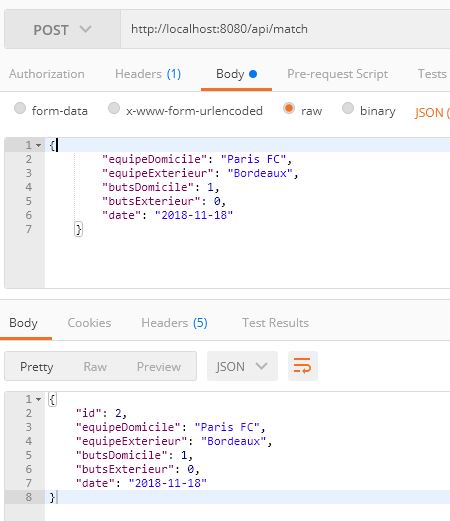 POST http://localhost:8080/api/match
Authorization Headers (1) Body Pre-request Script Tests
form-data x-www-form-urlencoded raw binary JSON (
1 {
2 "equipeDomicile": "Paris FC",
3 "equipeExterieur": "Bordeaux",
4 "butsDomicile": 1,
5 "butsExterieur": 0,
6 "date": "2018-11-18"
7 }
Body Cookies Headers (5) Test Results
Pretty Raw Preview JSON
1 {
2 "id": 2,
3 "equipeDomicile": "Paris FC",
4 "equipeExterieur": "Bordeaux",
5 "butsDomicile": 1,
6 "butsExterieur": 0,
7 "date": "2018-11-18"
8 }